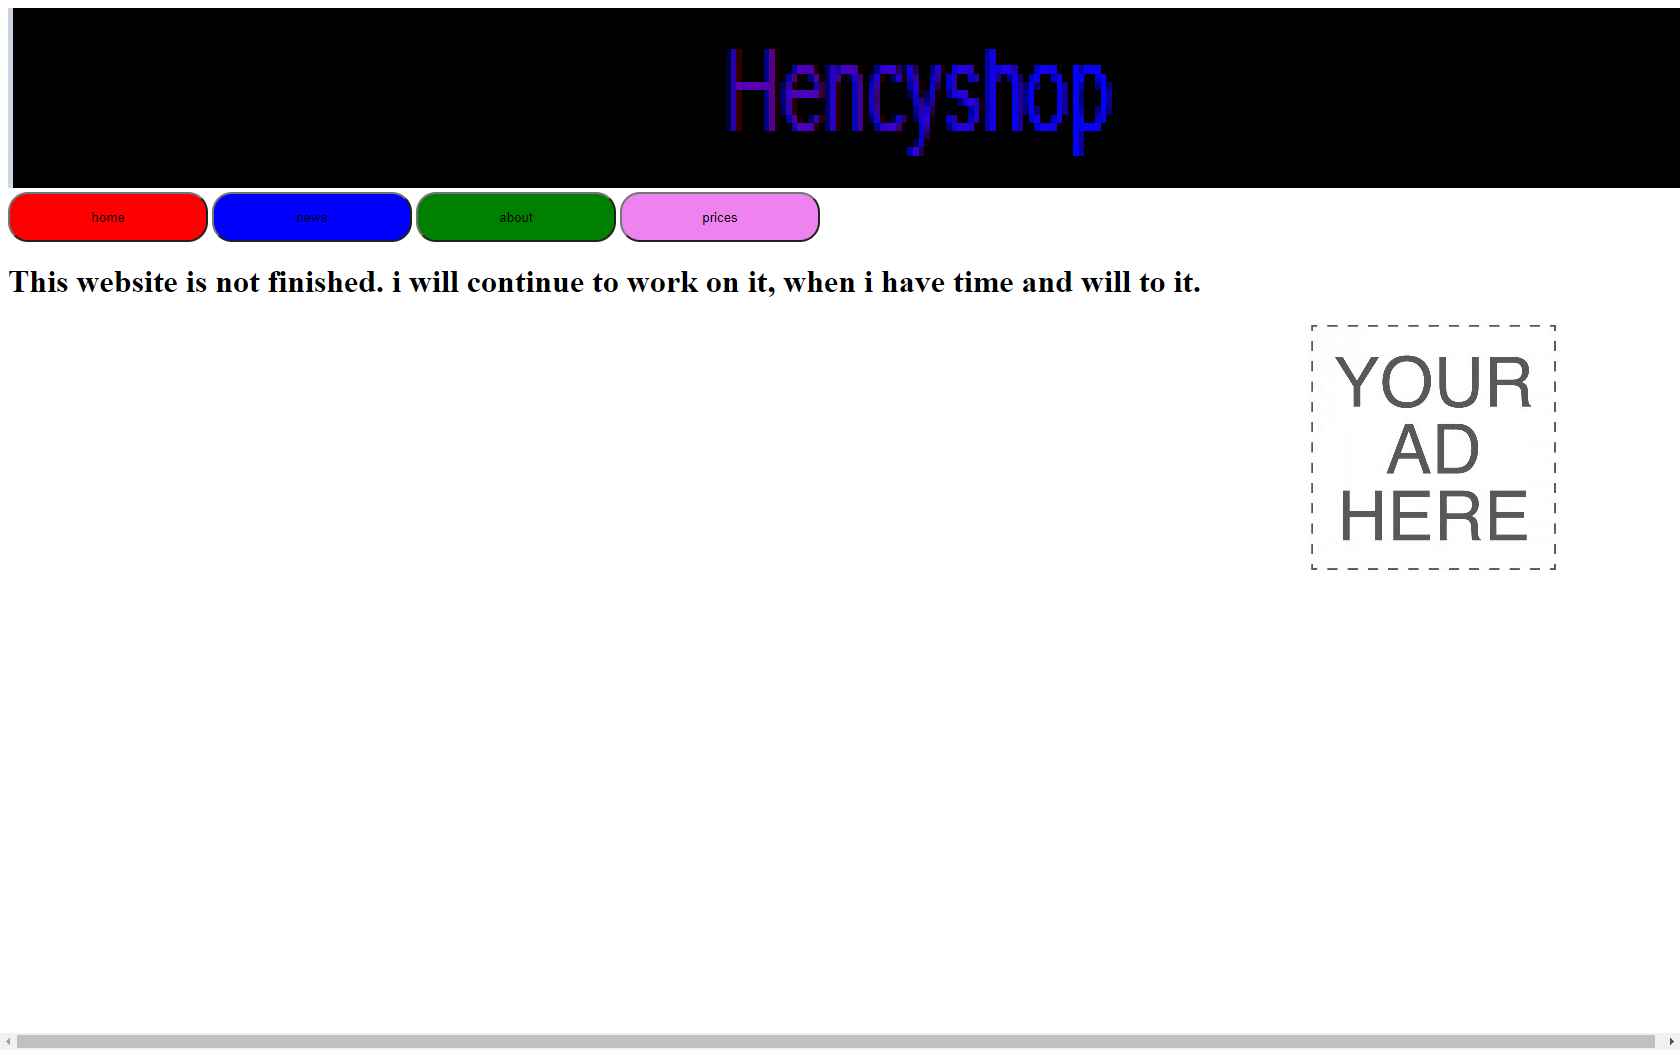 Hencyshop
home news about prices
This website is not finished. i will continue to work on it, when i have time and will to it.
YOUR
AD
HERE